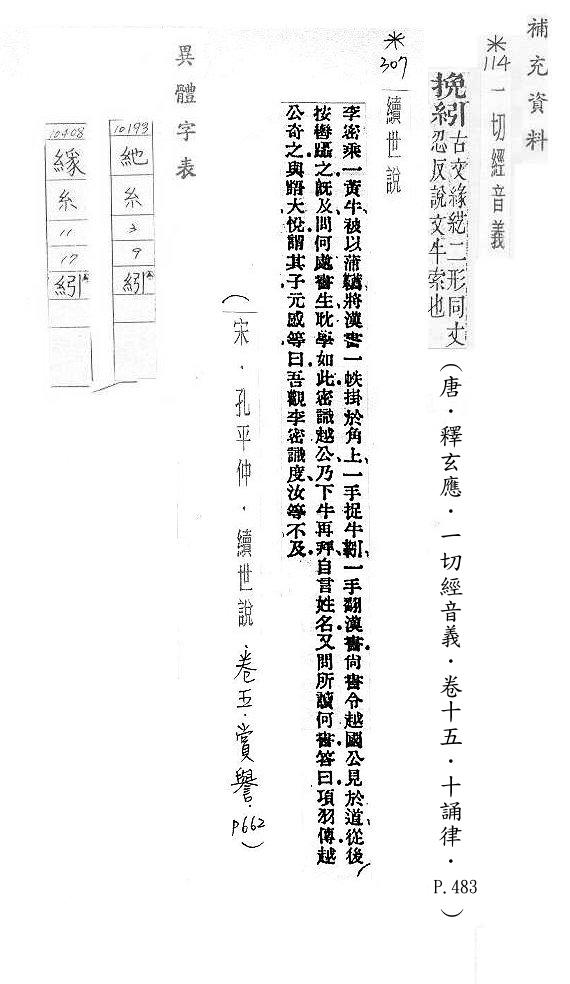 補充資料
*114 一切經音義
挽紖 古文緣䋀二形同丈
忍反說文牛索也
(唐．釋玄應．一切經音義．卷十五．十誦律．P.483)
*307 續世說
李密乘一黃牛被以蒲韉將漢書一帙掛於角上一手捉牛靷一手翻漢書尚書令越國公見於道從後
按轡躡之既及問何處書生耽學如此密識越公乃下牛再拜自言姓名又問所讀何書答曰項羽傳越
公奇之與語大悅謂其子元感等曰吾觀李密識度汝等不及
(宋．孔平仲．續世說．卷五．賞譽．P662)
異體字表
10193
糸
3
9
紖
10408
糸
11
17
紖